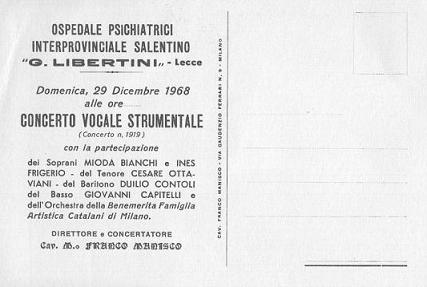 OSPEDALE PSICHIATRICI
INTERPROVINCIALE SALENTINO
"G. LIBERTINI„ - Lecce
Domenica, 29 Dicembre 1968
alle ore
CONCERTO VOCALE STRUMENTALE
(Concerto n, 1919)
con la partecipazione
dei Soprani MIODA BIANCHI e INES
FRIGERIO - del Tenore CESARE OTTA-
VIANI - del Baritono DUILIO CONTOLI
del Basso GIOVANNI CAPITELLI e
dell'Orchestra della Benemerita Famiglia
Artistica Catalani di Milano.
DIRETTORE e CONCERTATORE
Cav. M.o FRANCO MANISCO
CAV. FRANCO MANISCO - VIA GAUDENZIO FERRARI N, 9 - MILANO